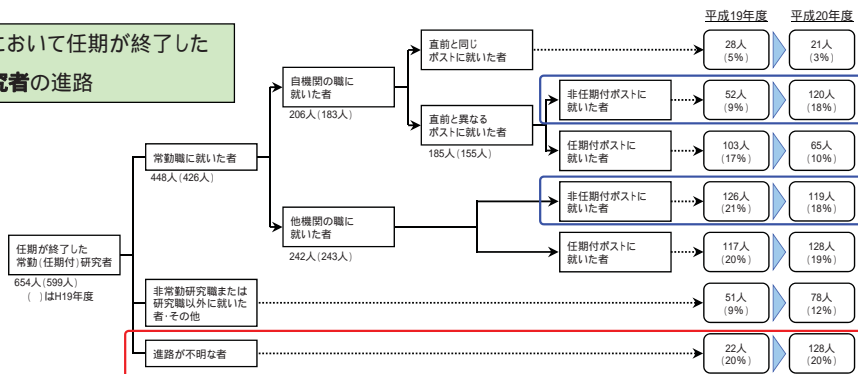 平成19年度
平成20年度
において任期が終了した
究者の進路
直前と同じ
ポストに就いた者
28人
(5%)
21人
(3%)
自機関の職に
就いた者
206人(183人)
非任期付ポストに
就いた者
52人
(9%)
120人
(18%)
直前と異なる
ポストに就いた者
185人(155人)
任期付ポストに
就いた者
103人
(17%)
65人
(10%)
常勤職に就いた者
448人(426人)
非任期付ポストに
就いた者
126人
(21%)
119人
(18%)
他機関の職に
就いた者
242人(243人)
任期付ポストに
就いた者
117人
(20%)
128人
(19%)
任期が終了した
常勤(任期付)研究者
654人(599人)
( )はH19年度
非常勤研究職または
研究職以外に就いた
者・その他
51人
(9%)
78人
(12%)
進路が不明な者
22人
(20%)
128人
(20%)